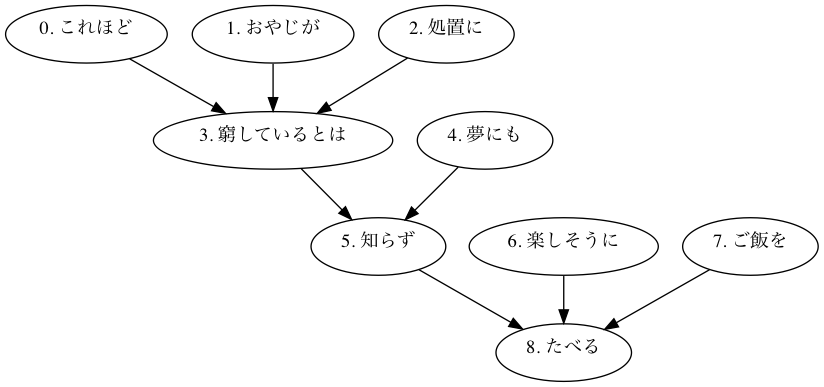 0. これほど
1. おやじが
2. 処置に
3. 窮しているとは
4. 夢にも
5. 知らず
6. 楽しそうに
7. ご飯を
8. たべる